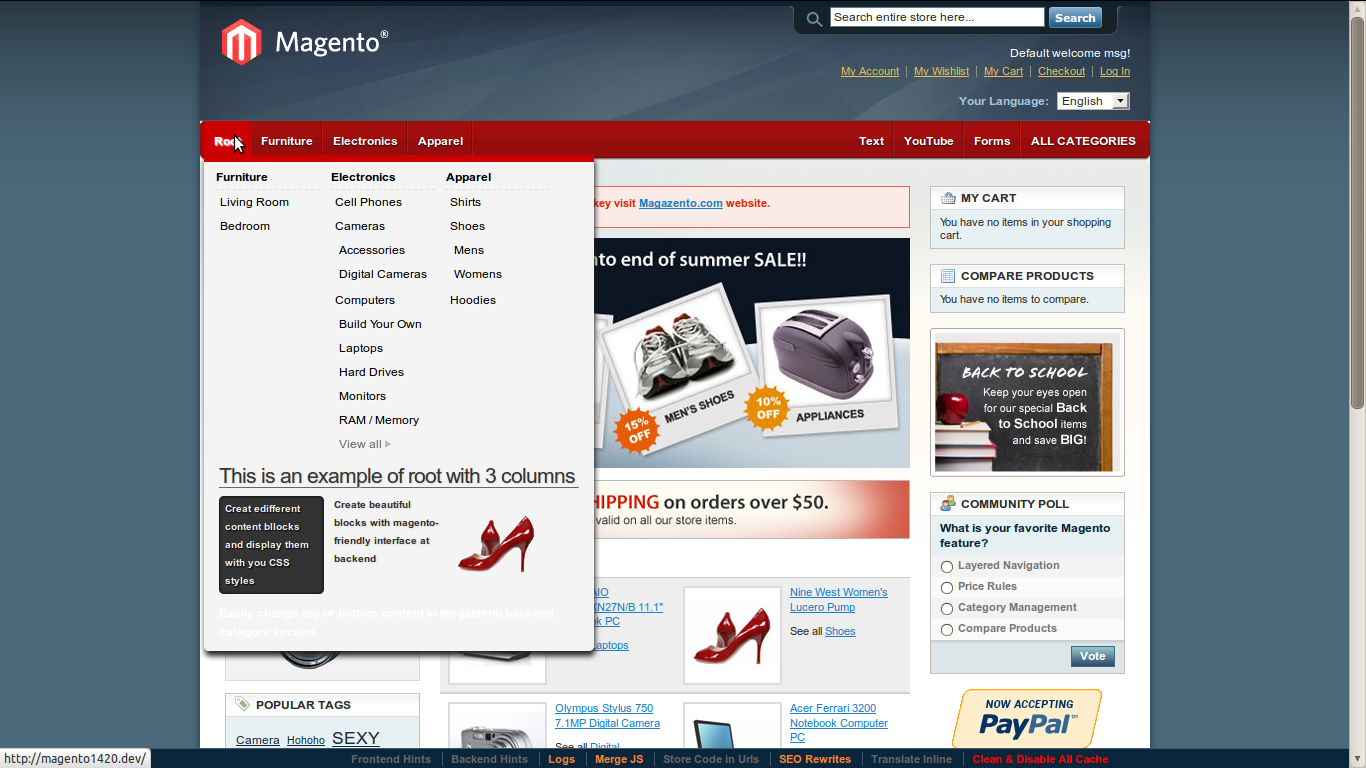 Magento®
Search entire store here...
Search
Default welcome msg!
My Account
My Wishlist
My Cart
Checkout
Log In
Your Language:
English
Furniture
Electronics
Apparel
Text
YouTube
Forms
ALL CATEGORIES
Furniture
Living Room
Bedroom
Electronics
Cell Phones
Cameras
Accessories
Digital Cameras
Computers
Build Your Own
Laptops
Hard Drives
Monitors
RAM / Memory
View all
Apparel
Shirts
Shoes
Mens
Womens
Hoodies
This is an example of root with 3 columns
Creat edifferent
content bllocks
and display them
with you CSS
styles
Create beautiful
blocks with magento-
friendly interface at
backend
Easily change top or bottom content in MegaMenu backend
category section
key visit Magazento.com website.
nto end of summer SALE!!
15%
OFF
MEN'S SHOES
10%
OFF
APPLIANCES
HIPPING on orders over $50.
valid on all our store items.
AIO
XN27N/B 11.1"
k PC
aptops
Nine West Women's
Lucero Pump
See all Shoes
Olympus Stylus 750
7.1MP Digital Camera
See all Digital
Acer Ferrari 3200
Notebook Computer
PC
MY CART
You have no items in your shopping
cart.
COMPARE PRODUCTS
You have no items to compare.
BACK TO SCHOOL
Keep your eyes open
for our special Back
to School items
and save BIG!
COMMUNITY POLL
What is your favorite Magento
feature?
Layered Navigation
Price Rules
Category Management
Compare Products
Vote
NOW ACCEPTING
PayPal™
POPULAR TAGS
Camera Hohoho SEXY
http://magento1420.dev/
Frontend Hints
Backend Hints
Logs
Merge JS
Store Code in Urls
SEO Rewrites
Translate Inline
Clean & Disable All Cache